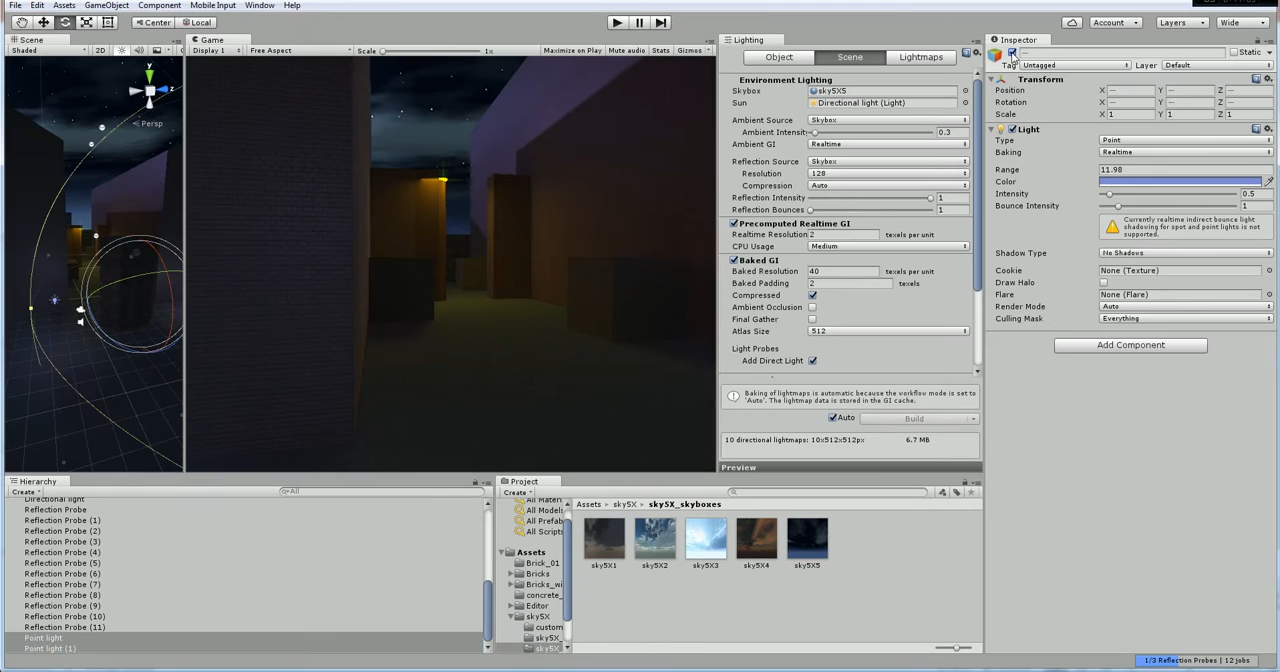 File Edit Assets GameObject Component Mobile Input Window Help
Center Local Account Layers Wide
Scene Game Lighting Inspector
Shaded 2D Display 1 Free Aspect Scale 1x Maximize on Play Mute audio Stats Gizmos
Object Scene Lightmaps
Static
Tag Untagged Layer Default
Environment Lighting
Skybox sky5X5
Sun Directional light (Light)
Ambient Source Skybox
Ambient Intensity 0.3
Ambient GI Realtime
Reflection Source Skybox
Resolution 128
Compression Auto
Reflection Intensity 1
Reflection Bounces 1
Precomputed Realtime GI
Realtime Resolution 2 texels per unit
CPU Usage Medium
Baked GI
Baked Resolution 40 texels per unit
Baked Padding 2 texels
Compressed
Ambient Occlusion
Final Gather
Atlas Size 512
Light Probes
Add Direct Light
Baking of lightmaps is automatic because the workflow mode is set to
'Auto'. The lightmap data is stored in the GI cache.
Auto Build
10 directional lightmaps: 10x512x512px 6.7 MB
Preview
Transform
Position X — Y — Z —
Rotation X — Y — Z —
Scale X 1 Y 1 Z 1
Light
Type Point
Baking Realtime
Range 11.98
Color
Intensity 0.5
Bounce Intensity 1
Currently realtime indirect bounce light
shadowing for spot and point lights is not
supported.
Shadow Type No Shadows
Cookie None (Texture)
Draw Halo
Flare None (Flare)
Render Mode Auto
Culling Mask Everything
Add Component
y
z
Persp
Hierarchy
Create All
Directional light
Reflection Probe
Reflection Probe (1)
Reflection Probe (2)
Reflection Probe (3)
Reflection Probe (4)
Reflection Probe (5)
Reflection Probe (6)
Reflection Probe (7)
Reflection Probe (8)
Reflection Probe (9)
Reflection Probe (10)
Reflection Probe (11)
Point light
Point light (1)
Project
Create
All Mater
All Model
All Prefab
All Scripts
Assets
Brick_01
Bricks
Bricks_wi
concrete_
Editor
sky5X
custom
sky5X_
sky5X_
Assets sky5X sky5X_skyboxes
sky5X1 sky5X2 sky5X3 sky5X4 sky5X5
1/3 Reflection Probes | 12 jobs